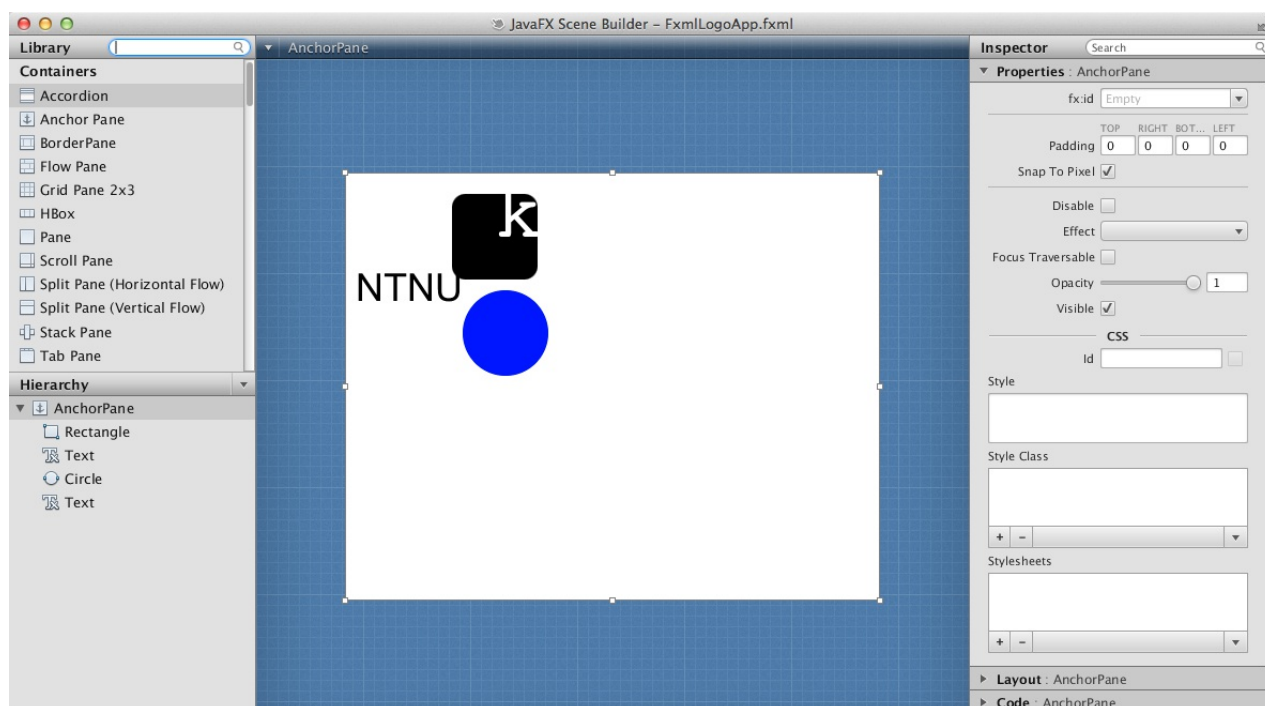 JavaFX Scene Builder – FxmlLogoApp.fxml
Library
AnchorPane
Inspector
Search
Containers
Accordion
Anchor Pane
BorderPane
Flow Pane
Grid Pane 2x3
HBox
Pane
Scroll Pane
Split Pane (Horizontal Flow)
Split Pane (Vertical Flow)
Stack Pane
Tab Pane
Hierarchy
AnchorPane
Rectangle
Text
Circle
Text
k
NTNU
Properties : AnchorPane
fx:id Empty
TOP RIGHT BOT... LEFT
Padding 0 0 0 0
Snap To Pixel
Disable
Effect
Focus Traversable
Opacity 1
Visible
CSS
Id
Style
Style Class
+ –
Stylesheets
+ –
Layout : AnchorPane
Code : AnchorPane